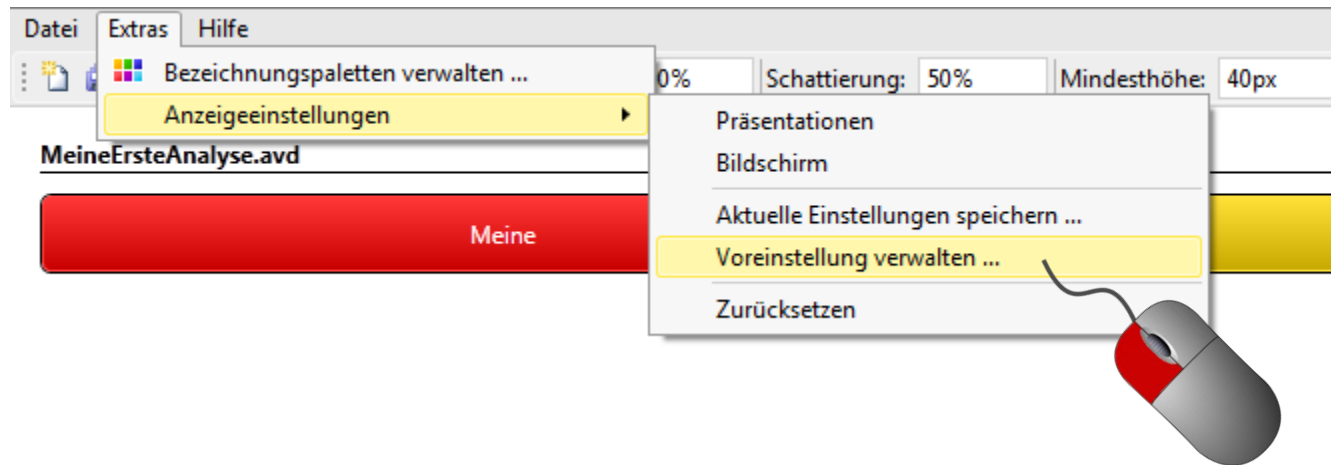 Datei Extras Hilfe
Bezeichnungspaletten verwalten ...
0% Schattierung: 50% Mindesthöhe: 40px
Anzeigeeinstellungen
Präsentationen
MeineErsteAnalyse.avd
Bildschirm
Aktuelle Einstellungen speichern ...
Meine
Voreinstellung verwalten ...
Zurücksetzen